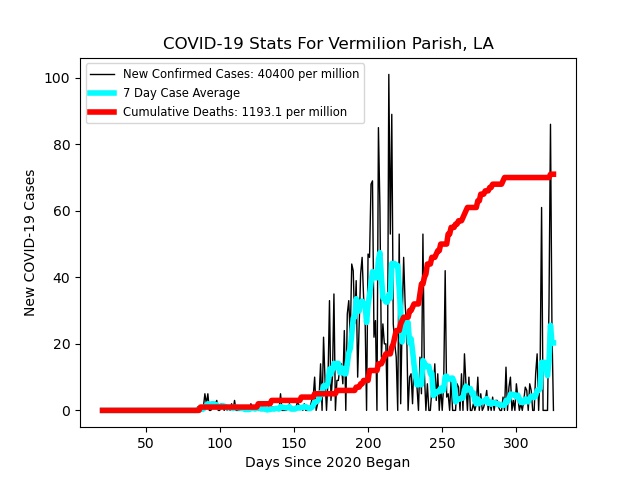 COVID-19 Stats For Vermilion Parish, LA
New Confirmed Cases: 40400 per million
7 Day Case Average
Cumulative Deaths: 1193.1 per million
New COVID-19 Cases
100
80
60
40
20
0
50 100 150 200 250 300
Days Since 2020 Began